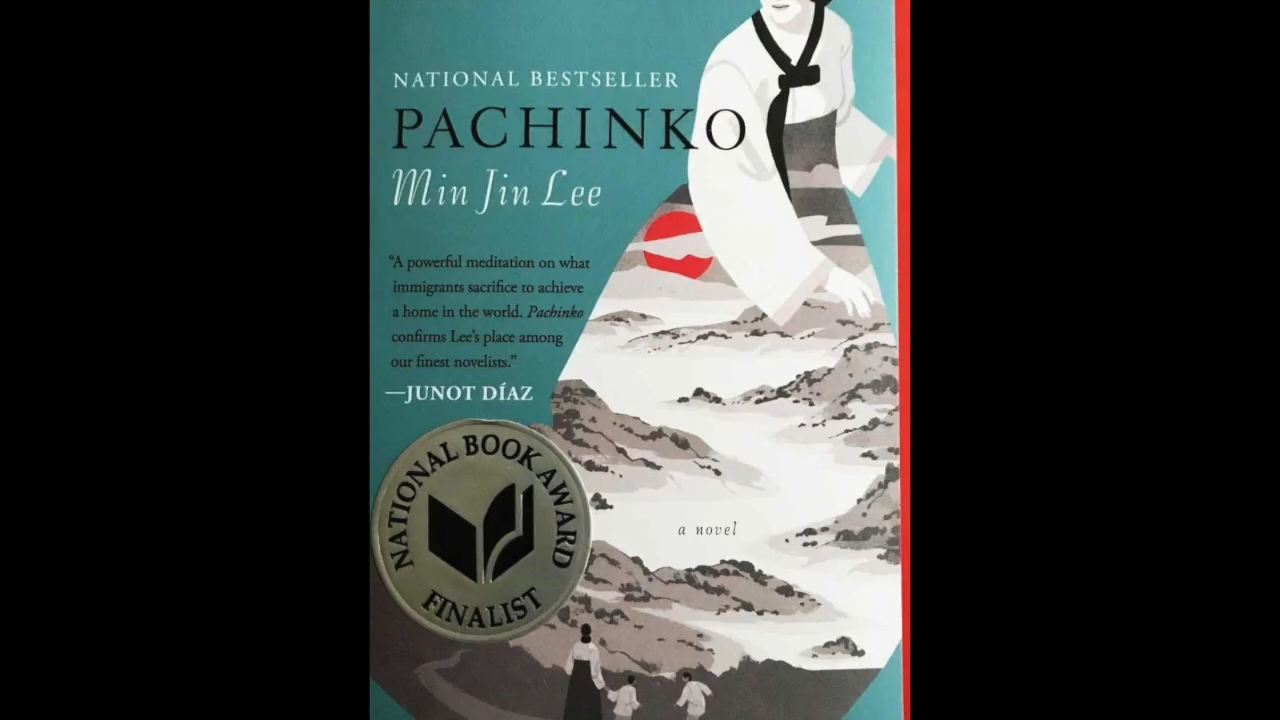 NATIONAL BESTSELLER
PACHINKO
Min Jin Lee
“A powerful meditation on what
immigrants sacrifice to achieve
a home in the world. Pachinko
confirms Lee’s place among
our finest novelists.”
—JUNOT DÍAZ
NATIONAL BOOK AWARD
FINALIST
a novel